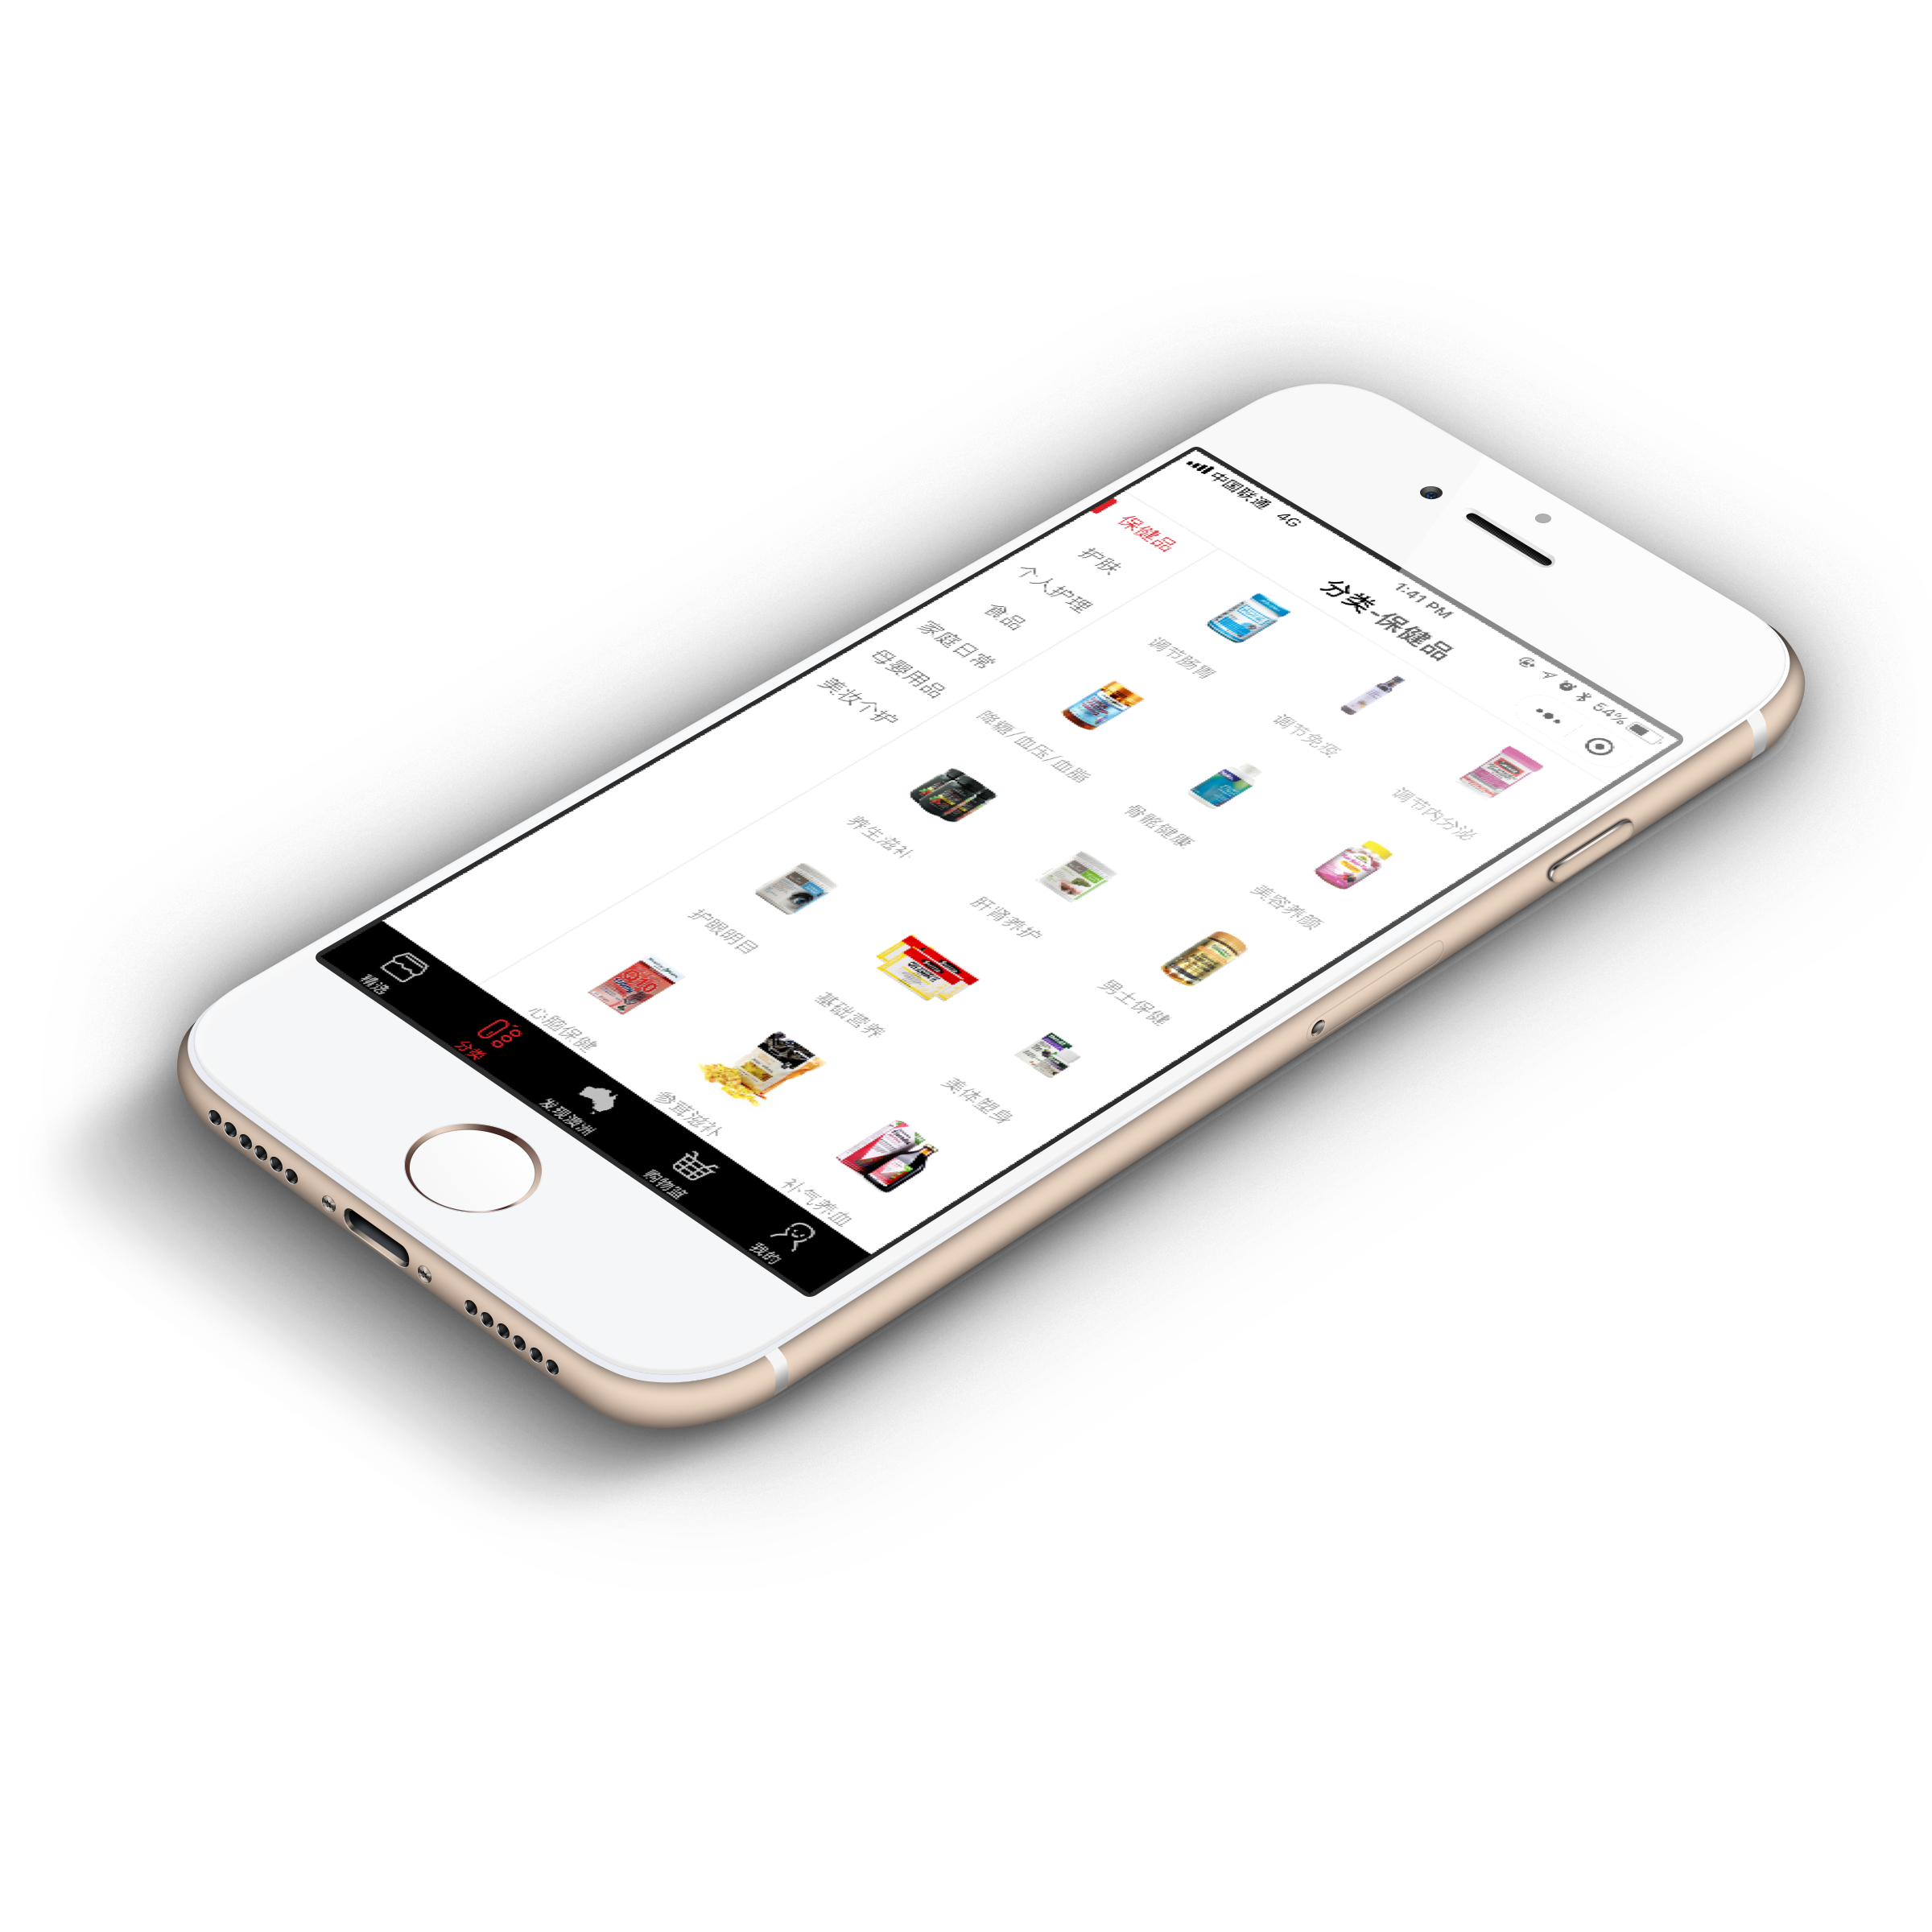 中国联通 4G
1:41 PM
54%
分类-保健品
保健品
护肤
个人护理
食品
家庭日常
母婴用品
美妆个护
调节肠胃
调节免疫
调节内分泌
降糖/血压/血脂
骨骼健康
美容养颜
养生滋补
肝肾养护
男士保健
护眼明目
基础营养
美体塑身
心脑保健
参茸滋补
补气养血
精选
分类
发现澳洲
购物篮
我的